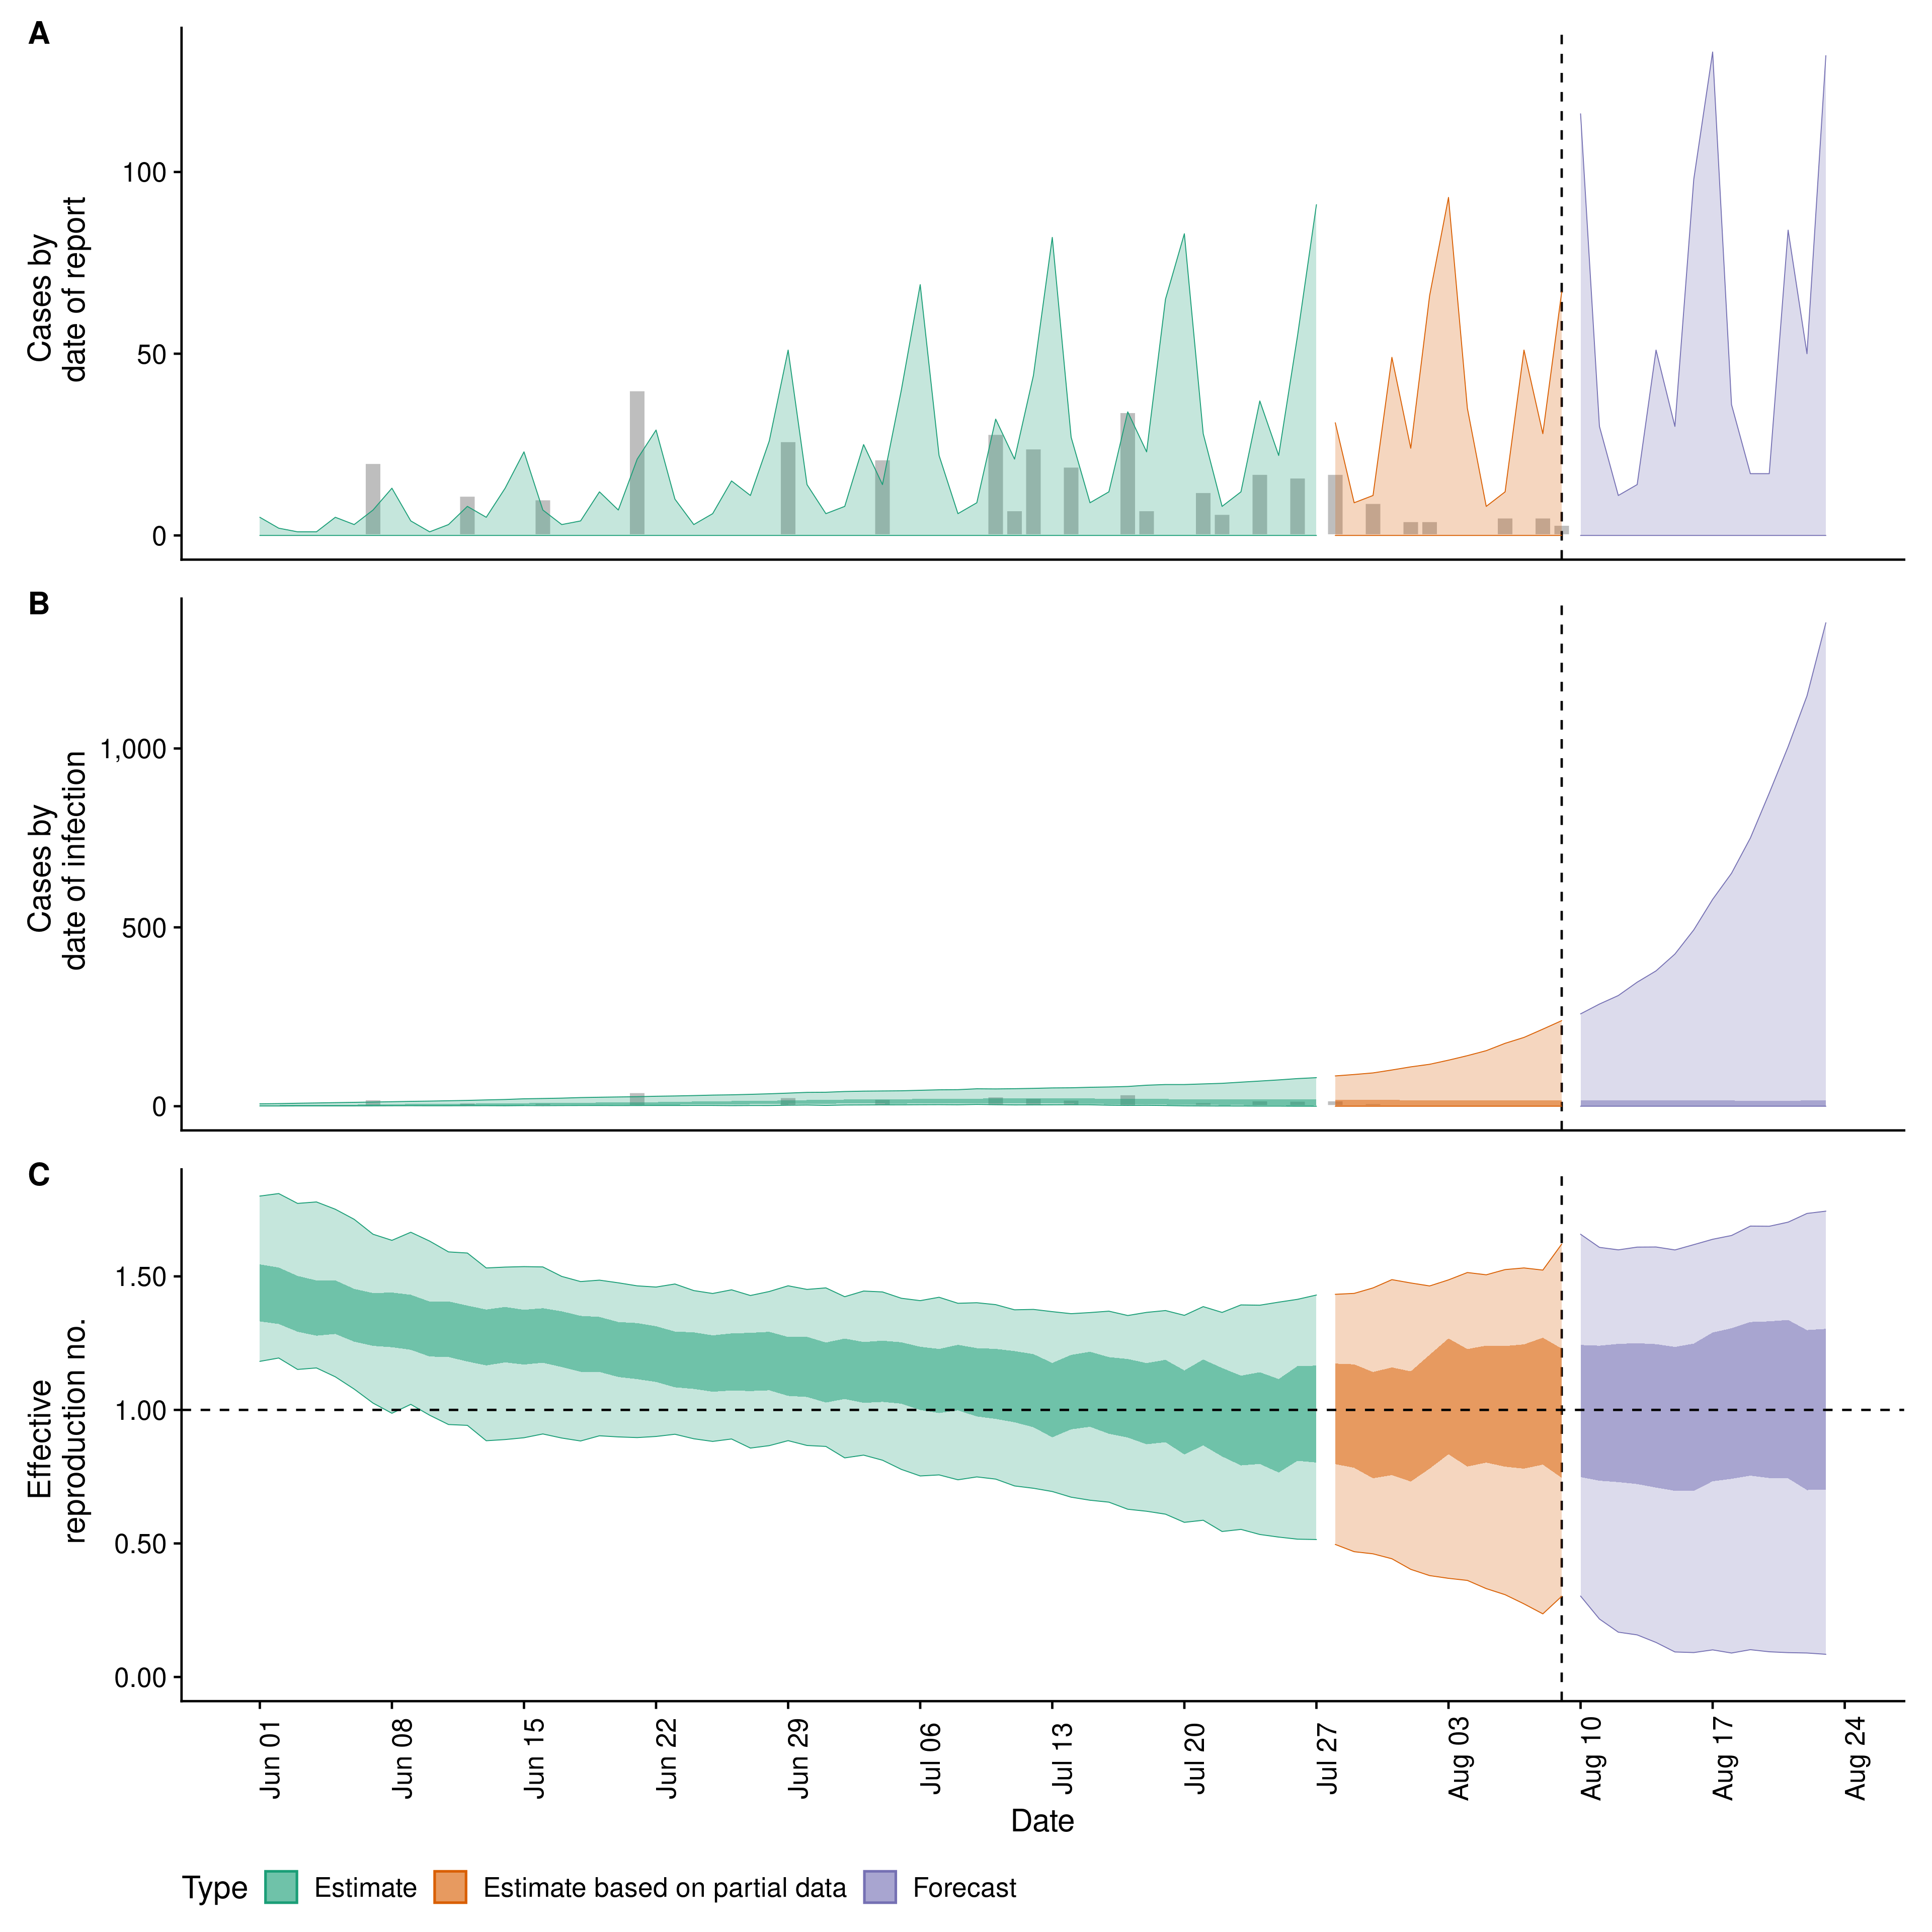 A
Cases by
date of report
100
50
0
B
Cases by
date of infection
1,000
500
0
C
Effective
reproduction no.
1.50
1.00
0.50
0.00
Jun 01
Jun 08
Jun 15
Jun 22
Jun 29
Jul 06
Jul 13
Jul 20
Jul 27
Aug 03
Aug 10
Aug 17
Aug 24
Date
Type Estimate Estimate based on partial data Forecast